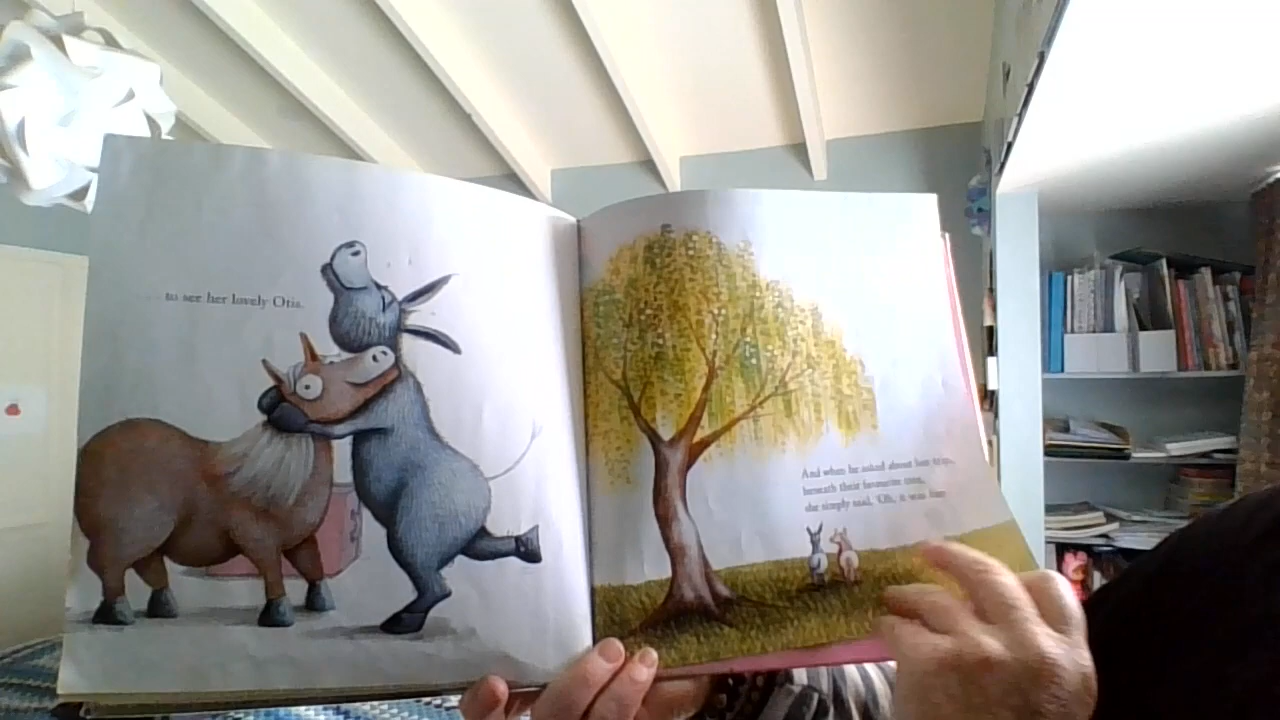 to see her lovely Otis.
And when he asked about her trip,
beneath their favourite tree,
she simply said, 'Oh, it was fine